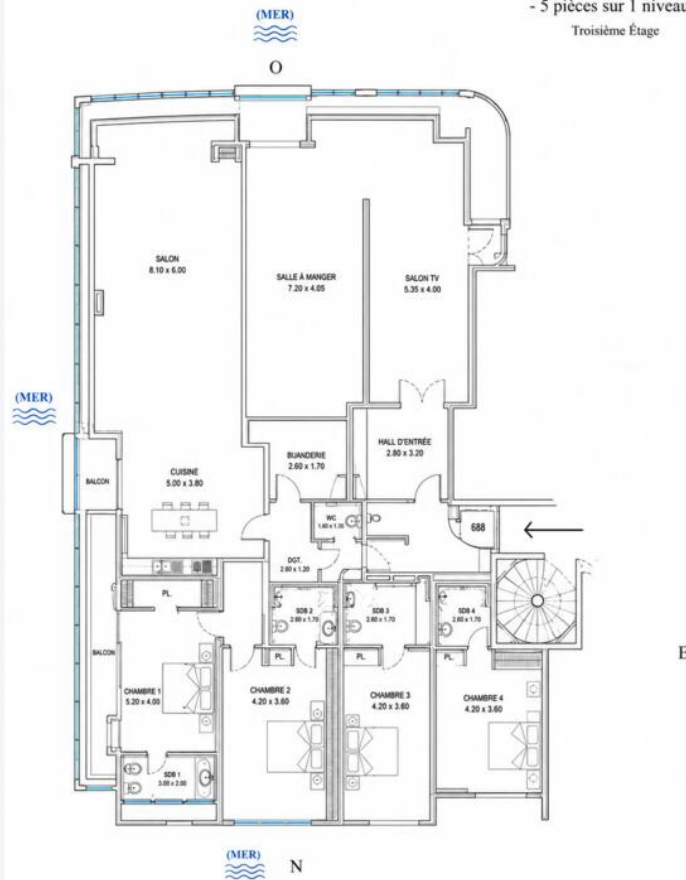 - 5 pièces sur 1 niveau
Troisième Étage
(MER)
O
SALON
8.10 x 6.00
SALLE À MANGER
7.20 x 4.05
SALON TV
5.35 x 4.00
(MER)
HALL D'ENTRÉE
2.80 x 3.20
BUANDERIE
2.60 x 1.70
CUISINE
5.00 x 3.80
BALCON
WC
688
DGT.
2.60 x 1.20
PL.
SDB 2
2.60 x 1.70
SDB 3
2.60 x 1.70
SDB 4
2.60 x 1.70
BALCON
PL.
PL.
PL.
E
CHAMBRE 1
5.20 x 4.00
CHAMBRE 2
4.20 x 3.60
CHAMBRE 3
4.20 x 3.60
CHAMBRE 4
4.20 x 3.60
SDB 1
3.00 x 2.00
(MER)
N